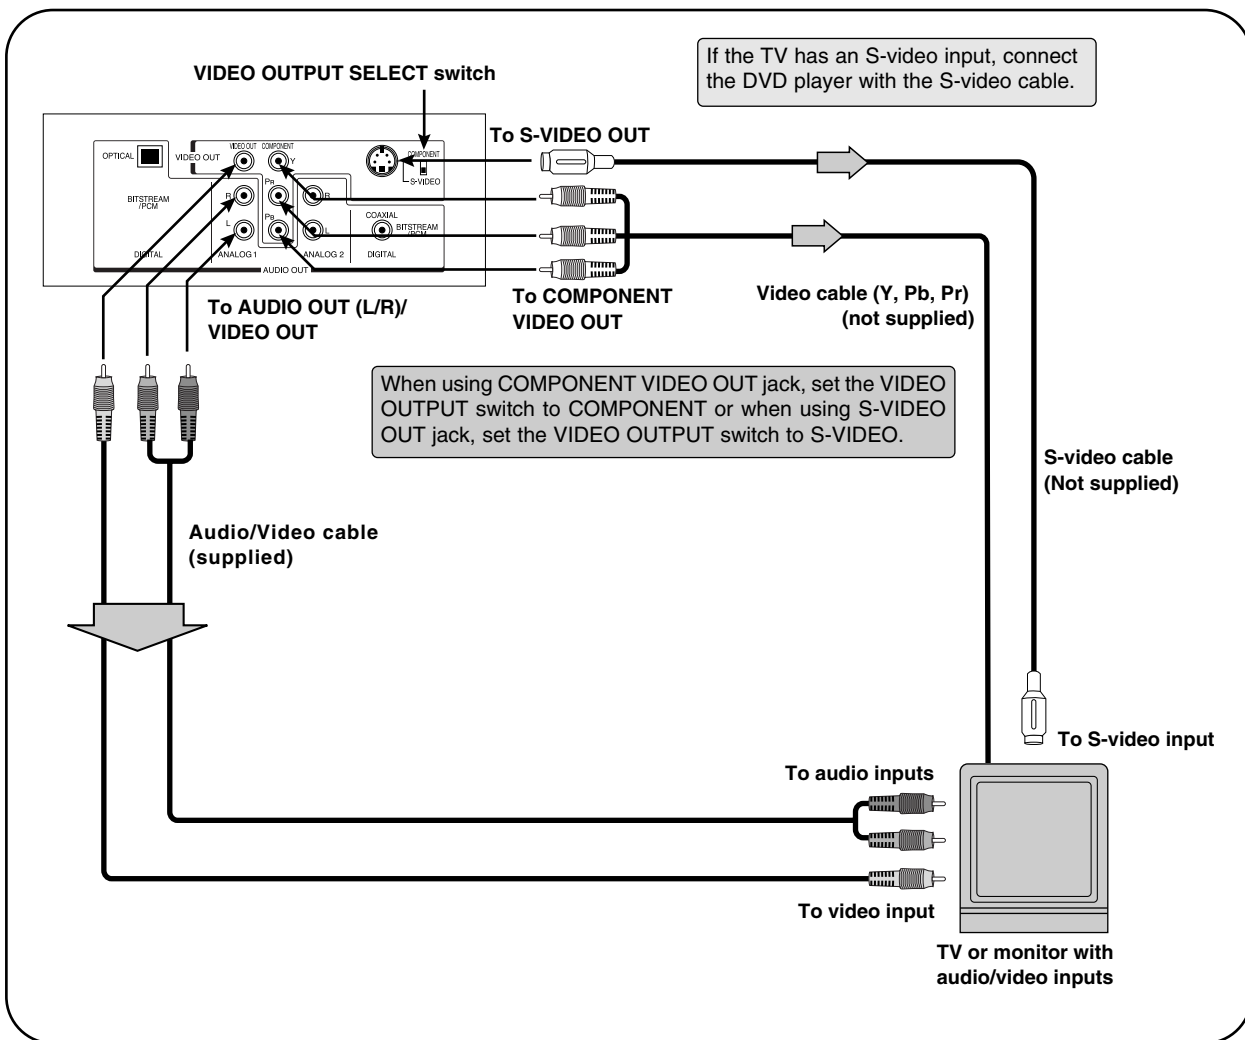 If the TV has an S-video input, connect
the DVD player with the S-video cable.
VIDEO OUTPUT SELECT switch
To S-VIDEO OUT
OPTICAL
VIDEO OUT
VIDEO OUT
COMPONENT
Y
COMPONENT
S-VIDEO
BITSTREAM
/PCM
R
PR
R
L
PB
L
COAXIAL
BITSTREAM
/PCM
DIGITAL
ANALOG 1
ANALOG 2
DIGITAL
AUDIO OUT
To AUDIO OUT (L/R)/
VIDEO OUT
To COMPONENT
VIDEO OUT
Video cable (Y, Pb, Pr)
(not supplied)
When using COMPONENT VIDEO OUT jack, set the VIDEO
OUTPUT switch to COMPONENT or when using S-VIDEO
OUT jack, set the VIDEO OUTPUT switch to S-VIDEO.
S-video cable
(Not supplied)
Audio/Video cable
(supplied)
To S-video input
To audio inputs
To video input
TV or monitor with
audio/video inputs